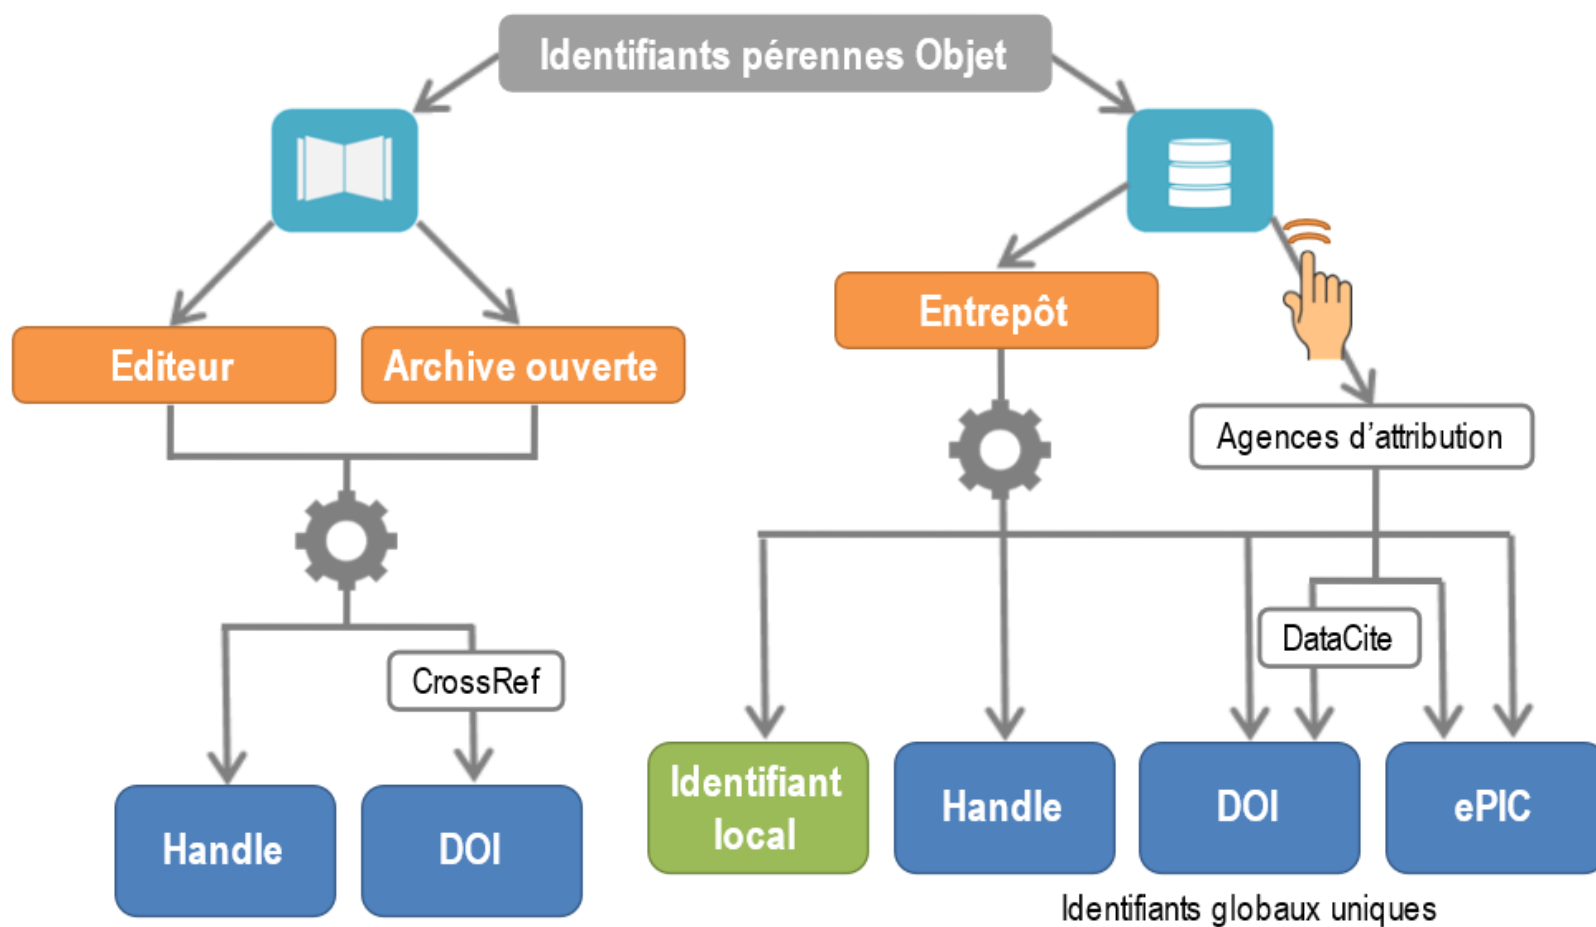 Identifiants pérennes Objet
Editeur
Archive ouverte
Entrepôt
Agences d’attribution
CrossRef
DataCite
Handle
DOI
Identifiant
local
Handle
DOI
ePIC
Identifiants globaux uniques